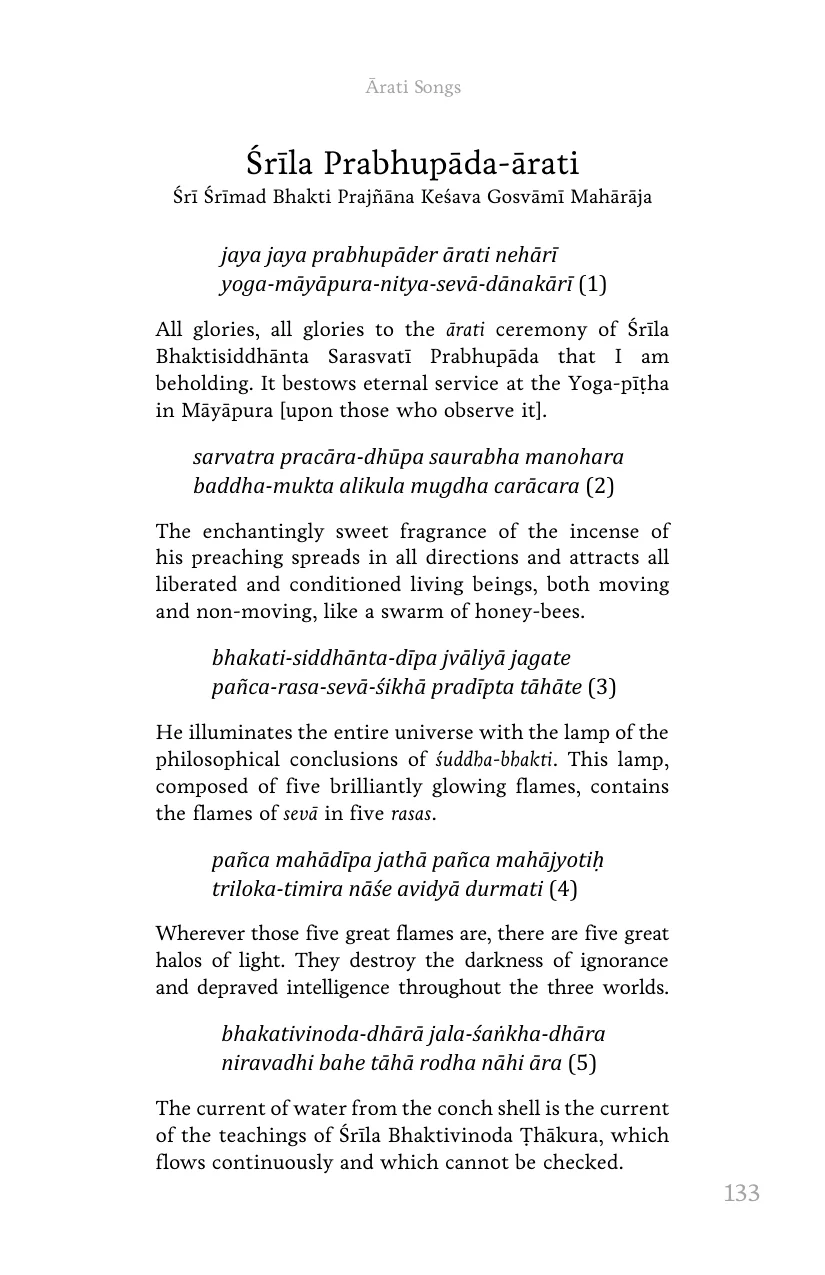 Ārati Songs
Śrīla Prabhupāda-ārati
Śrī Śrīmad Bhakti Prajñāna Keśava Gosvāmī Mahārāja
jaya jaya prabhupāder ārati nehārī
yoga-māyāpura-nitya-sevā-dānakārī (1)
All glories, all glories to the ārati ceremony of Śrīla
Bhaktisiddhānta Sarasvatī Prabhupāda that I am
beholding. It bestows eternal service at the Yoga-pīṭha
in Māyāpura [upon those who observe it].
sarvatra pracāra-dhūpa saurabha manohara
baddha-mukta alikula mugdha carācara (2)
The enchantingly sweet fragrance of the incense of
his preaching spreads in all directions and attracts all
liberated and conditioned living beings, both moving
and non-moving, like a swarm of honey-bees.
bhakati-siddhānta-dīpa jvāliyā jagate
pañca-rasa-sevā-śikhā pradīpta tāhāte (3)
He illuminates the entire universe with the lamp of the
philosophical conclusions of śuddha-bhakti. This lamp,
composed of five brilliantly glowing flames, contains
the flames of sevā in five rasas.
pañca mahādīpa jathā pañca mahājyotiḥ
triloka-timira nāśe avidyā durmati (4)
Wherever those five great flames are, there are five great
halos of light. They destroy the darkness of ignorance
and depraved intelligence throughout the three worlds.
bhakativinoda-dhārā jala-śaṅkha-dhāra
niravadhi bahe tāhā rodha nāhi āra (5)
The current of water from the conch shell is the current
of the teachings of Śrīla Bhaktivinoda Ṭhākura, which
flows continuously and which cannot be checked.
133